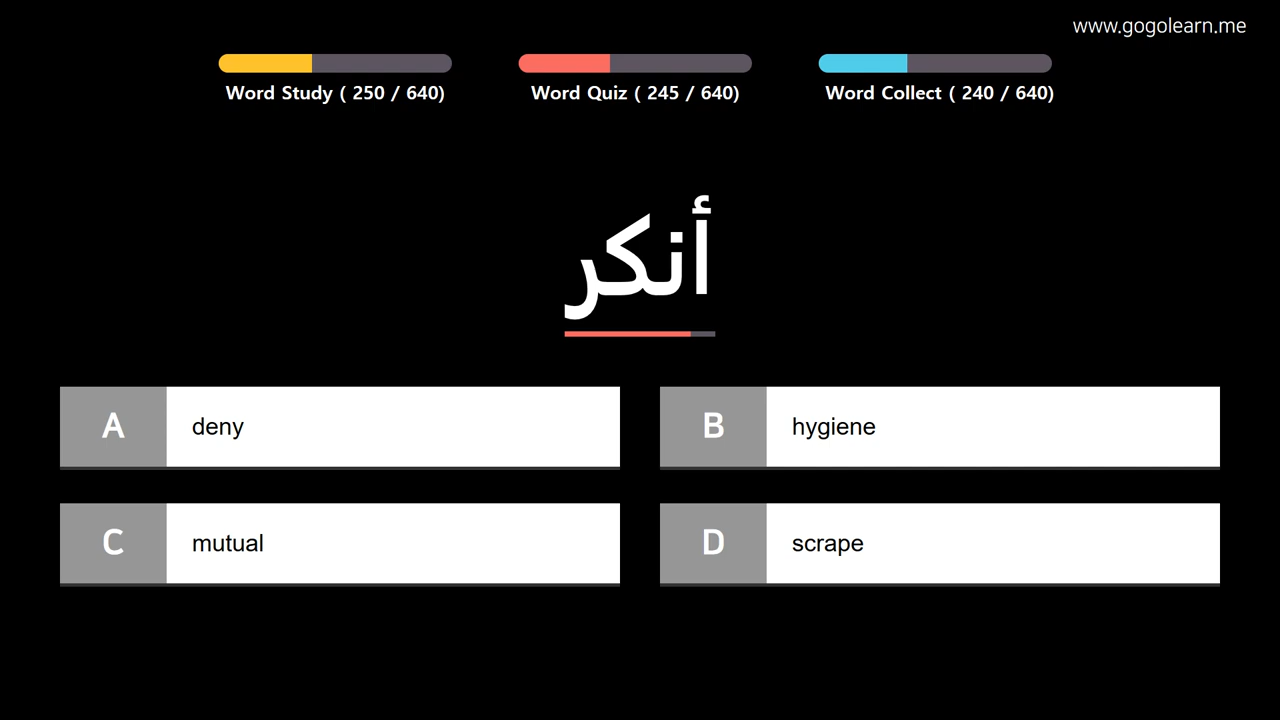 www.gogolearn.me
Word Study ( 250 / 640)
Word Quiz ( 245 / 640)
Word Collect ( 240 / 640)
أنكر
A deny
B hygiene
C mutual
D scrape